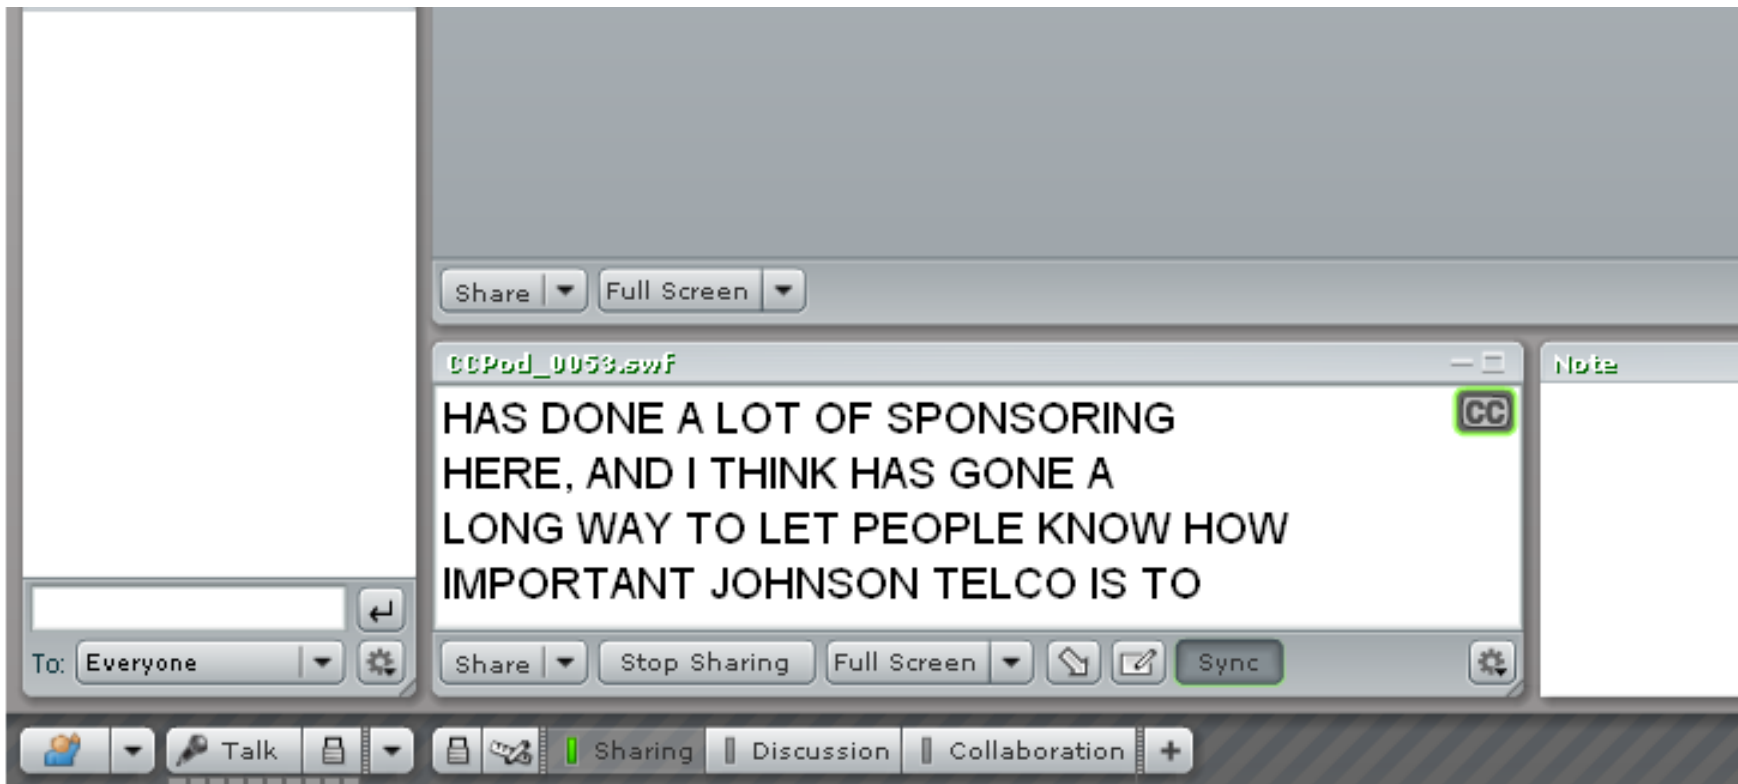 Share
Full Screen
CCPod_0053.swf
Note
HAS DONE A LOT OF SPONSORING
CC
HERE, AND I THINK HAS GONE A
LONG WAY TO LET PEOPLE KNOW HOW
IMPORTANT JOHNSON TELCO IS TO
To: Everyone
Share
Stop Sharing
Full Screen
Sync
Talk
Sharing
Discussion
Collaboration
+